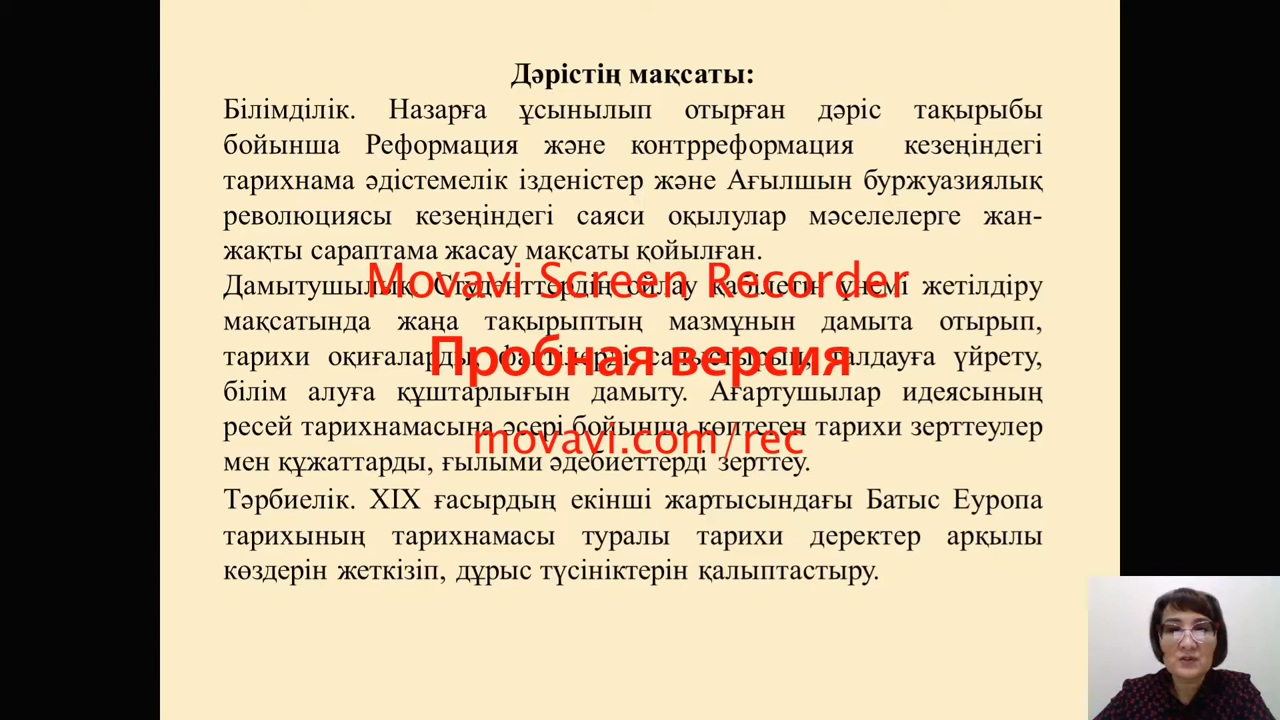 Дәрістің мақсаты:
Білімділік. Назарға ұсынылып отырған дәріс тақырыбы
бойынша Реформация және контрреформация кезеңіндегі
тарихнама әдістемелік ізденістер және Ағылшын буржуазиялық
революциясы кезеңіндегі саяси оқылулар мәселелерге жан-
жақты сараптама жасау мақсаты қойылған.
Movavi Screen Recorder
Дамытушылық. Студенттердің ойлау қабілетін үнемі жетілдіру
мақсатында жаңа тақырыптың мазмұнын дамыта отырып,
Пробная версия
тарихи оқиғаларды, фактілерді салыстырып, талдауға үйрету,
білім алуға құштарлығын дамыту. Ағартушылар идеясының
ресей тарихнамасына әсері бойынша көптеген тарихи зерттеулер
movavi.com/rec
мен құжаттарды, ғылыми әдебиеттерді зерттеу.
Тәрбиелік. XIX ғасырдың екінші жартысындағы Батыс Еуропа
тарихының тарихнамасы туралы тарихи деректер арқылы
көздерін жеткізіп, дұрыс түсініктерін қалыптастыру.